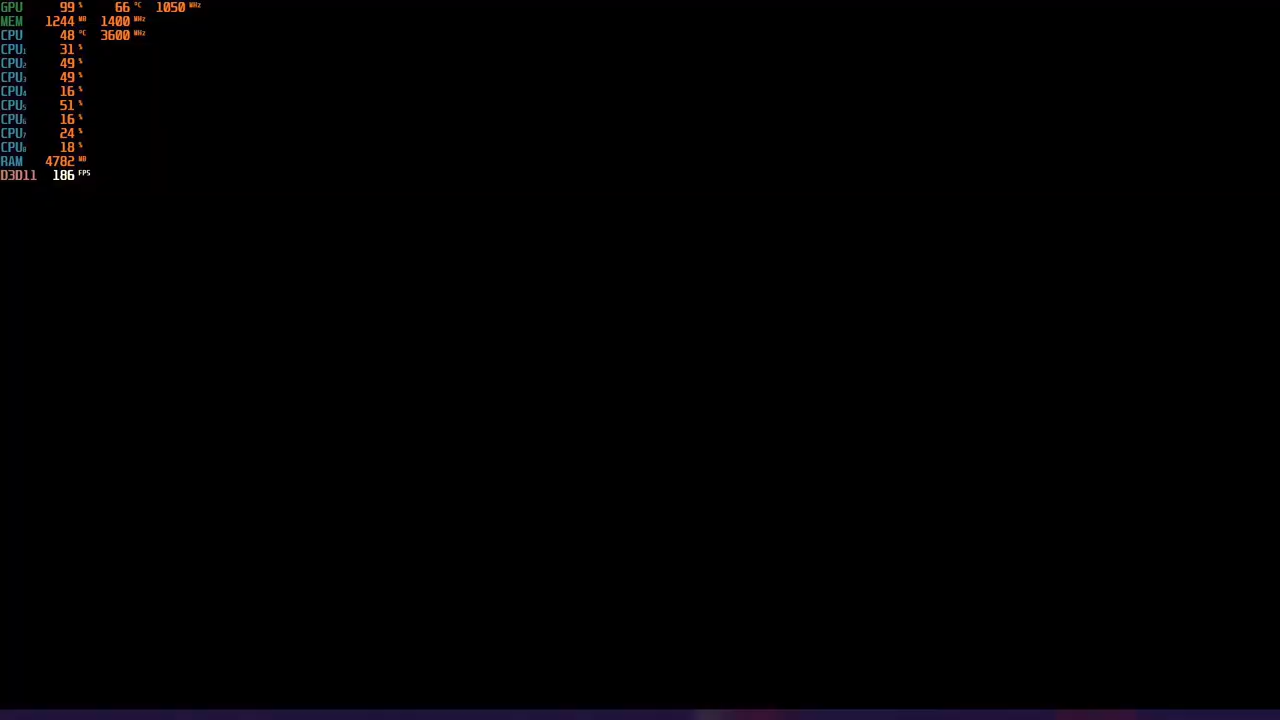 GPU 99 % 66 °C 1050 MHz
MEM 1244 MB 1400 MHz
CPU 48 °C 3600 MHz
CPU1 31 %
CPU2 49 %
CPU3 49 %
CPU4 16 %
CPU5 51 %
CPU6 16 %
CPU7 24 %
CPU8 18 %
RAM 4782 MB
D3D11 186 FPS